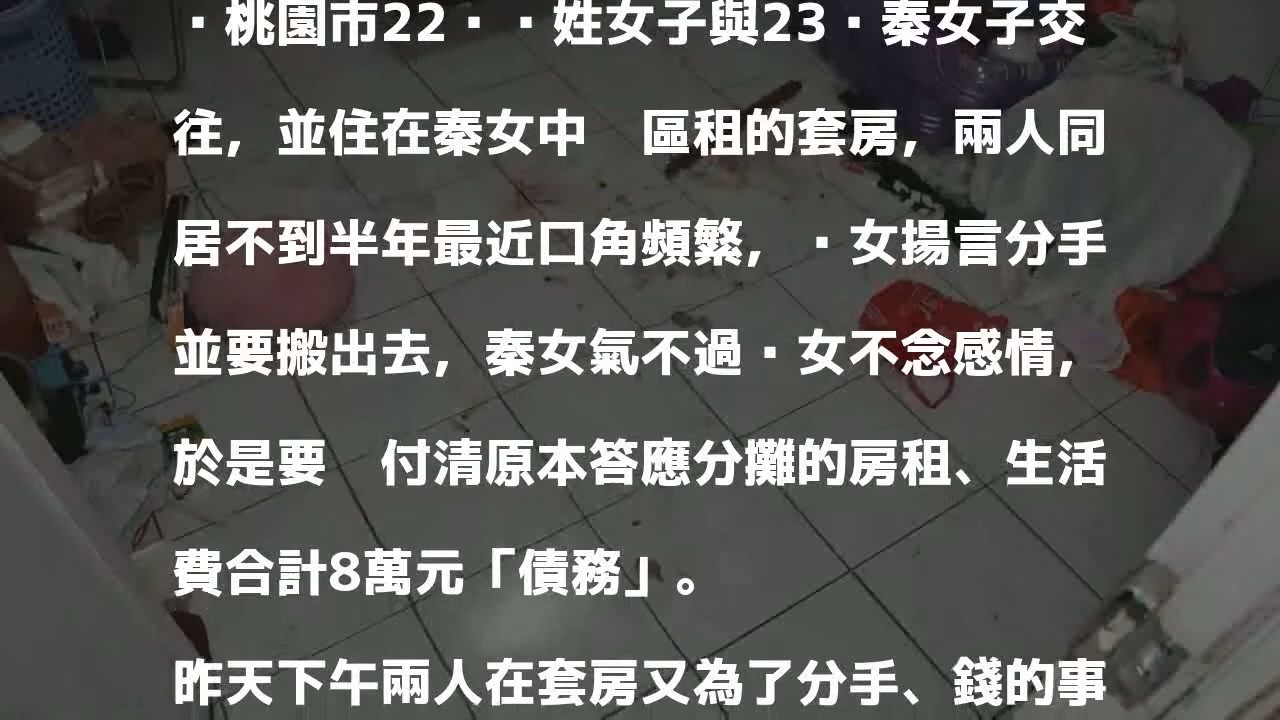 ▪桃園市22▪▪姓女子與23▪秦女子交
往，並住在秦女中　區租的套房，兩人同
居不到半年最近口角頻繁，▪女揚言分手
並要搬出去，秦女氣不過▪女不念感情，
於是要　付清原本答應分攤的房租、生活
費合計8萬元「債務」。
昨天下午兩人在套房又為了分手、錢的事